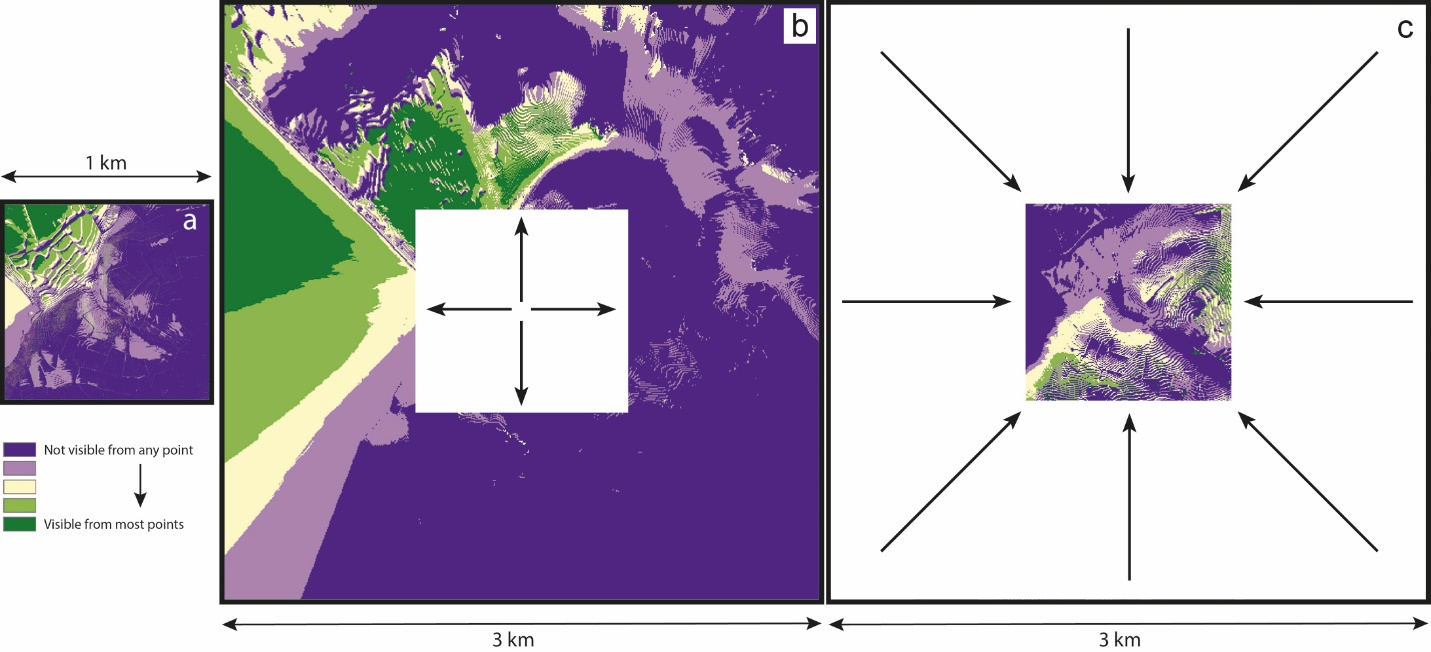 1 km
a
b
c
Not visible from any point
Visible from most points
3 km
3 km